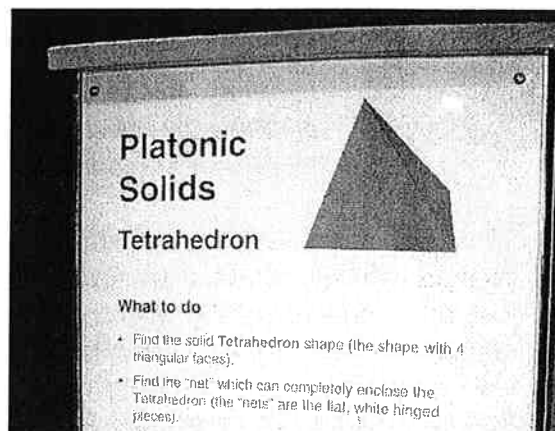 Platonic
Solids
Tetrahedron
What to do
• Find the solid Tetrahedron shape (the shape with 4
triangular faces).
• Find the "net" which can completely enclose the
Tetrahedron (the "nets" are the flat, white hinged
pieces).